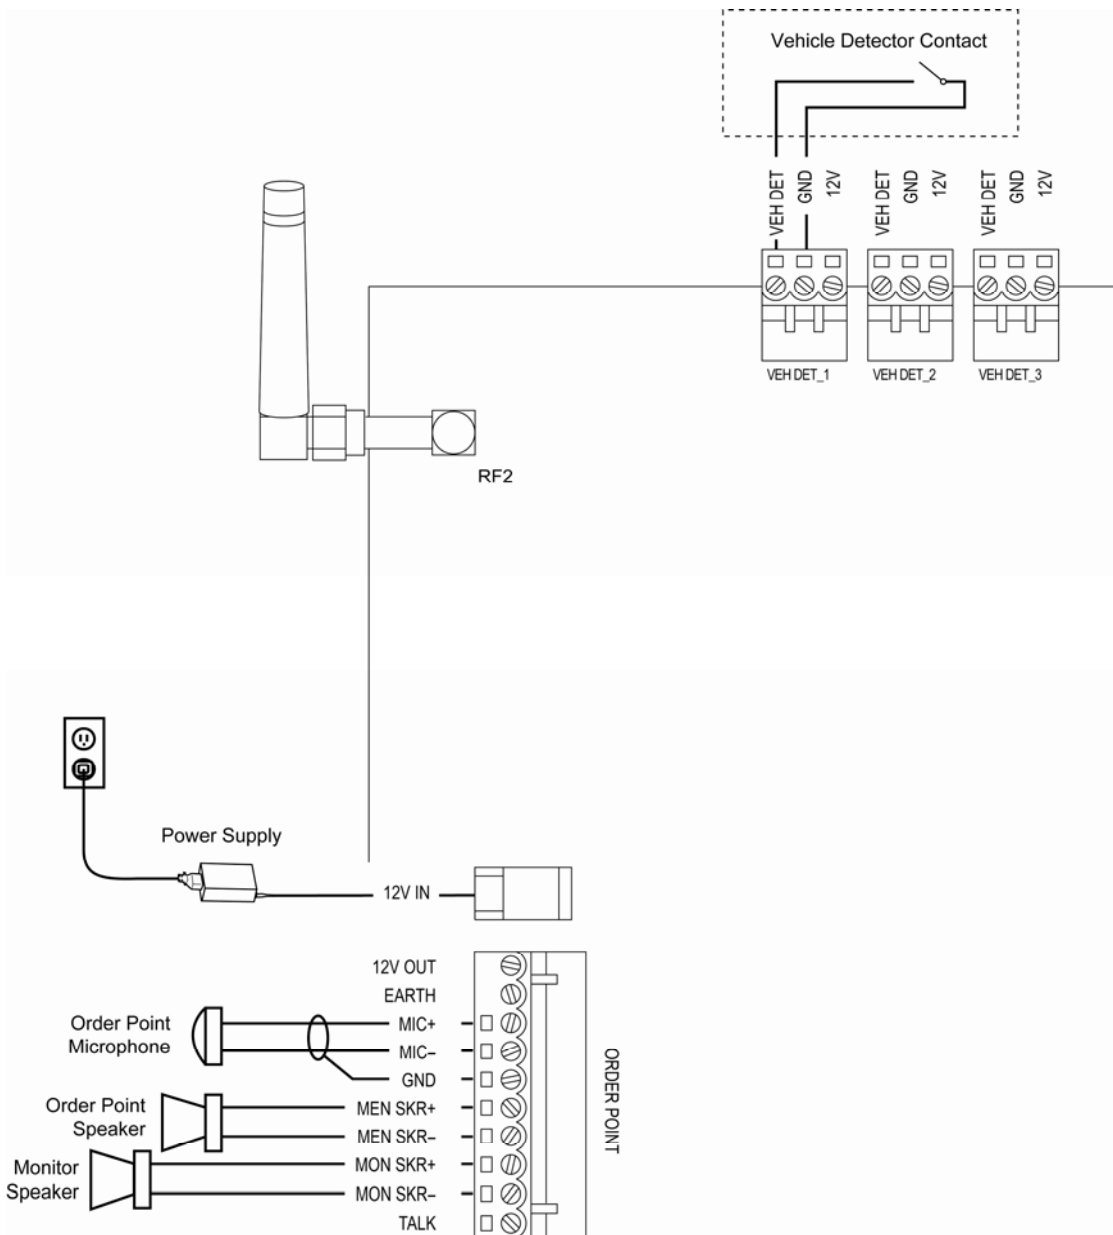 Vehicle Detector Contact
VEH DET
GND
12V
VEH DET
GND
12V
VEH DET
GND
12V
VEH DET_1
VEH DET_2
VEH DET_3
RF2
Power Supply
12V IN
12V OUT
EARTH
Order Point
Microphone
MIC+
MIC–
GND
Order Point
Speaker
MEN SKR+
MEN SKR–
Monitor
Speaker
MON SKR+
MON SKR–
TALK
ORDER POINT